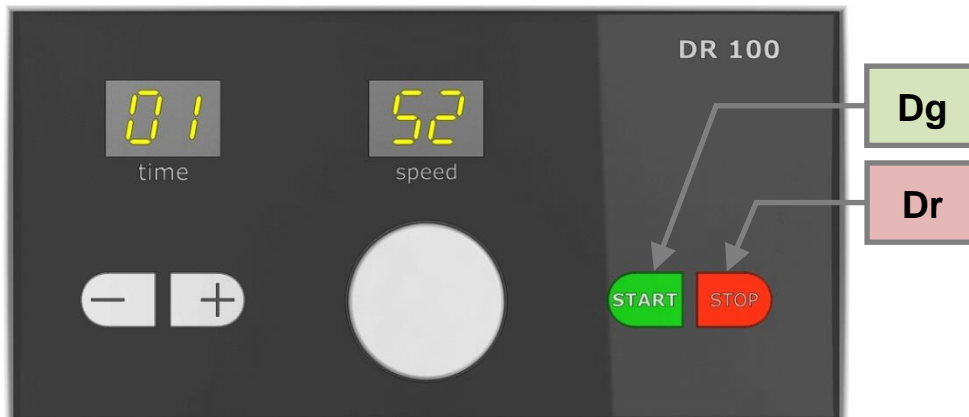 DR 100
01
52
time
speed
Dg
Dr
−
+
START
STOP